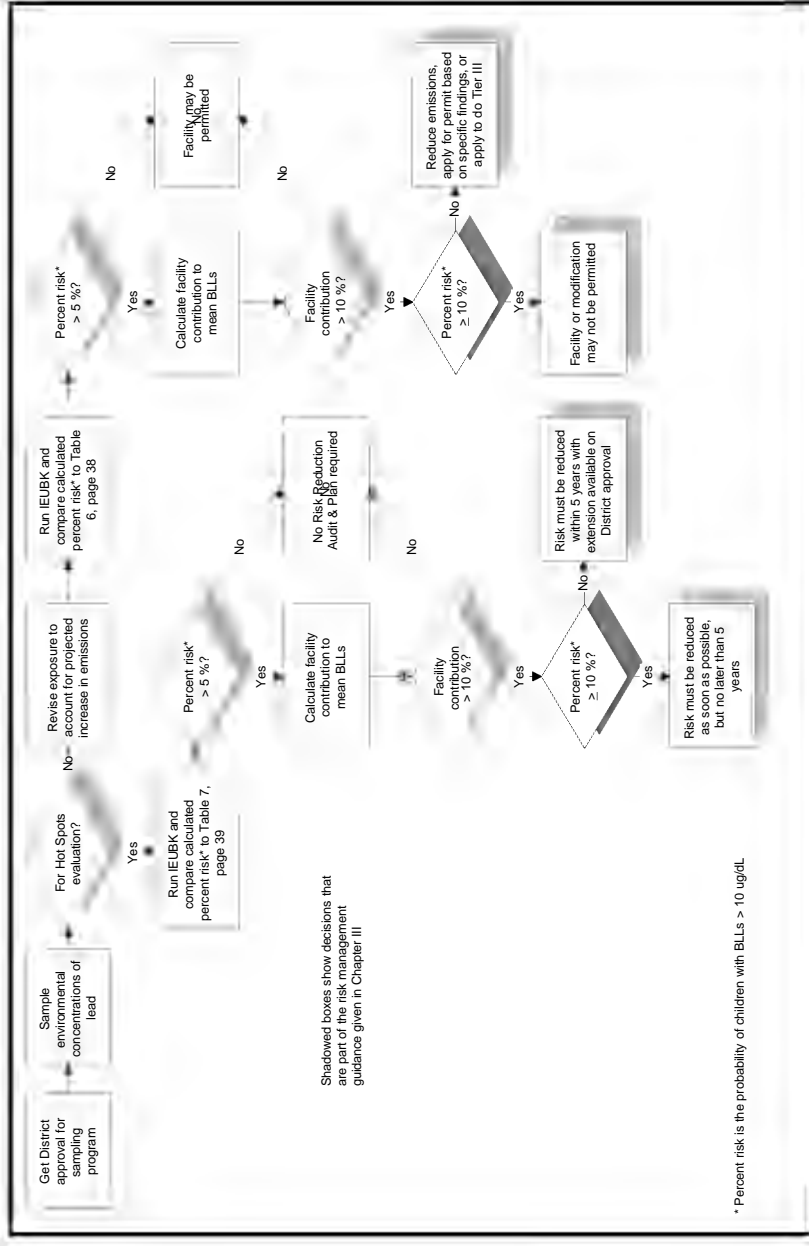 Get District
approval for
sampling
program
Sample
environmental
concentrations of
lead
For Hot Spots
evaluation?
No
Revise exposure to
account for projected
increase in emissions
Run IEUBK and
compare calculated
percent risk* to Table
6, page 38
Percent risk*
> 5 %?
No
Facility may be
permitted
No
Yes
Calculate facility
contribution to
mean BLLs
No
Facility
contribution
> 10 %?
Yes
Percent risk*
≥ 10 %?
No
Reduce emissions,
apply for permit based
on specific findings, or
apply to do Tier III
Yes
Facility or modification
may not be permitted
Yes
Run IEUBK and
compare calculated
percent risk* to Table 7,
page 39
Percent risk*
> 5 %?
No
No Risk Reduction
Audit & Plan required
No
Yes
Calculate facility
contribution to
mean BLLs
No
Facility
contribution
> 10 %?
Yes
Percent risk*
≥ 10 %?
No
Risk must be reduced
within 5 years with
extension available on
District approval
Yes
Risk must be reduced
as soon as possible,
but no later than 5
years
Shadowed boxes show decisions that
are part of the risk management
guidance given in Chapter III
* Percent risk is the probability of children with BLLs > 10 ug/dL